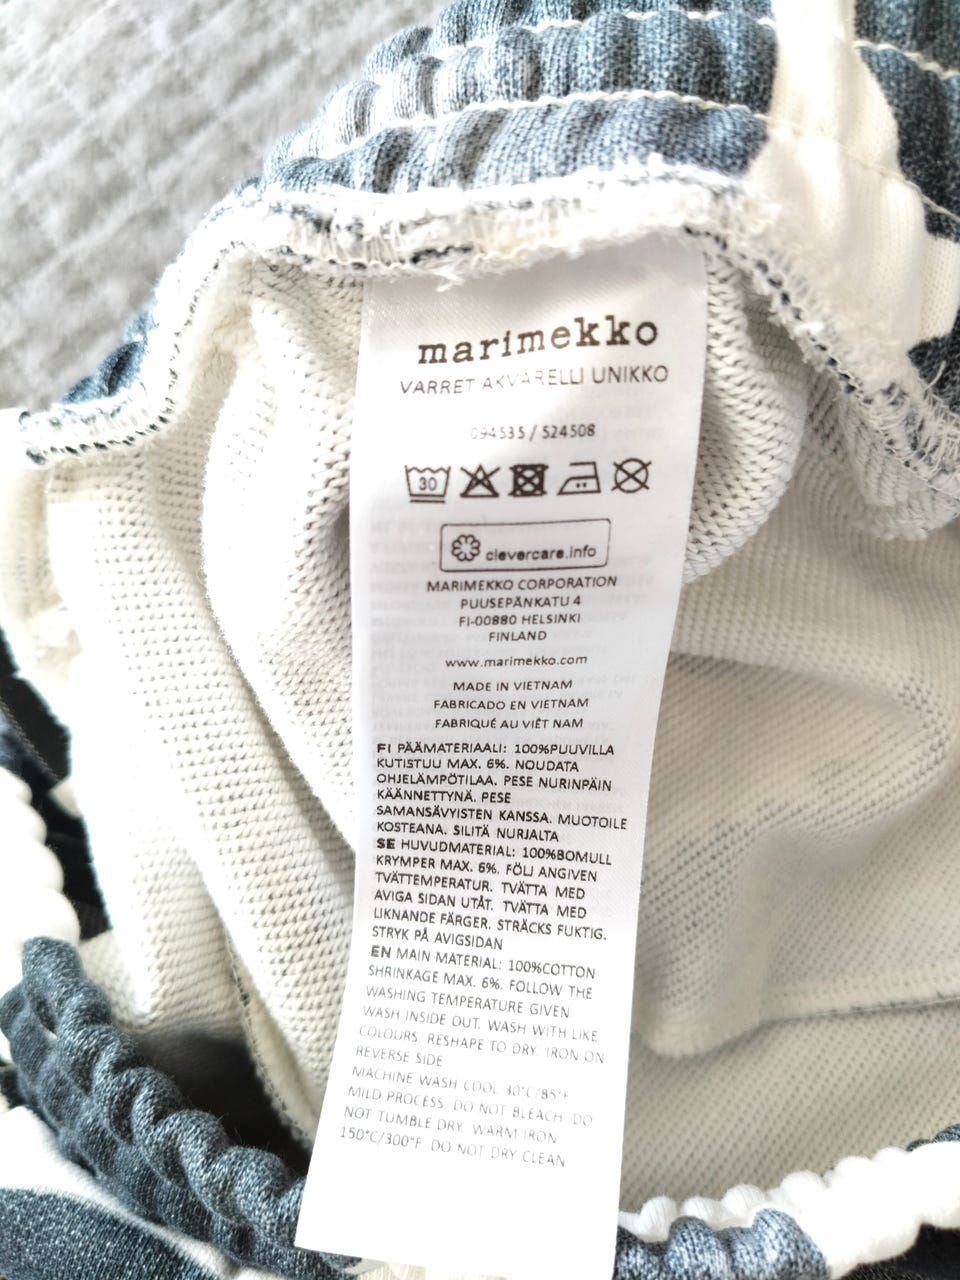 marimekko
VARRET AKVARELLI UNIKKO
094535 / 524508
30
clevercare.info
MARIMEKKO CORPORATION
PUUSEPÄNKATU 4
FI-00880 HELSINKI
FINLAND
www.marimekko.com
MADE IN VIETNAM
FABRICADO EN VIETNAM
FABRIQUÉ AU VIÊT NAM
FI PÄÄMATERIAALI: 100%PUUVILLA
KUTISTUU MAX. 6%. NOUDATA
OHJELÄMPÖTILAA. PESE NURINPÄIN
KÄÄNNETTYNÄ. PESE
SAMANSÄVYISTEN KANSSA. MUOTOILE
KOSTEANA. SILITÄ NURJALTA
SE HUVUDMATERIAL: 100%BOMULL
KRYMPER MAX. 6%. FÖLJ ANGIVEN
TVÄTTEMPERATUR. TVÄTTA MED
AVIGA SIDAN UTÅT. TVÄTTA MED
LIKNANDE FÄRGER. STRÄCKS FUKTIG.
STRYK PÅ AVIGSIDAN
EN MAIN MATERIAL: 100%COTTON
SHRINKAGE MAX. 6%. FOLLOW THE
WASHING TEMPERATURE GIVEN
WASH INSIDE OUT. WASH WITH LIKE
COLOURS. RESHAPE TO DRY. IRON ON
REVERSE SIDE
MACHINE WASH COOL 30°C/85°F
MILD PROCESS. DO NOT BLEACH. DO
NOT TUMBLE DRY. WARM IRON
150°C/300°F. DO NOT DRY CLEAN